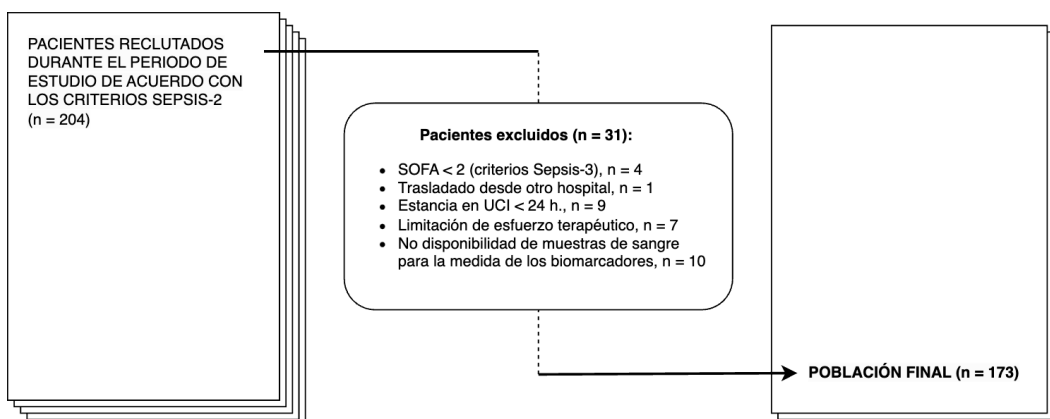 PACIENTES RECLUTADOS
DURANTE EL PERIODO DE
ESTUDIO DE ACUERDO CON
LOS CRITERIOS SEPSIS-2
(n = 204)
Pacientes excluidos (n = 31):
• SOFA < 2 (criterios Sepsis-3), n = 4
• Trasladado desde otro hospital, n = 1
• Estancia en UCI < 24 h., n = 9
• Limitación de esfuerzo terapéutico, n = 7
• No disponibilidad de muestras de sangre
para la medida de los biomarcadores, n = 10
POBLACIÓN FINAL (n = 173)